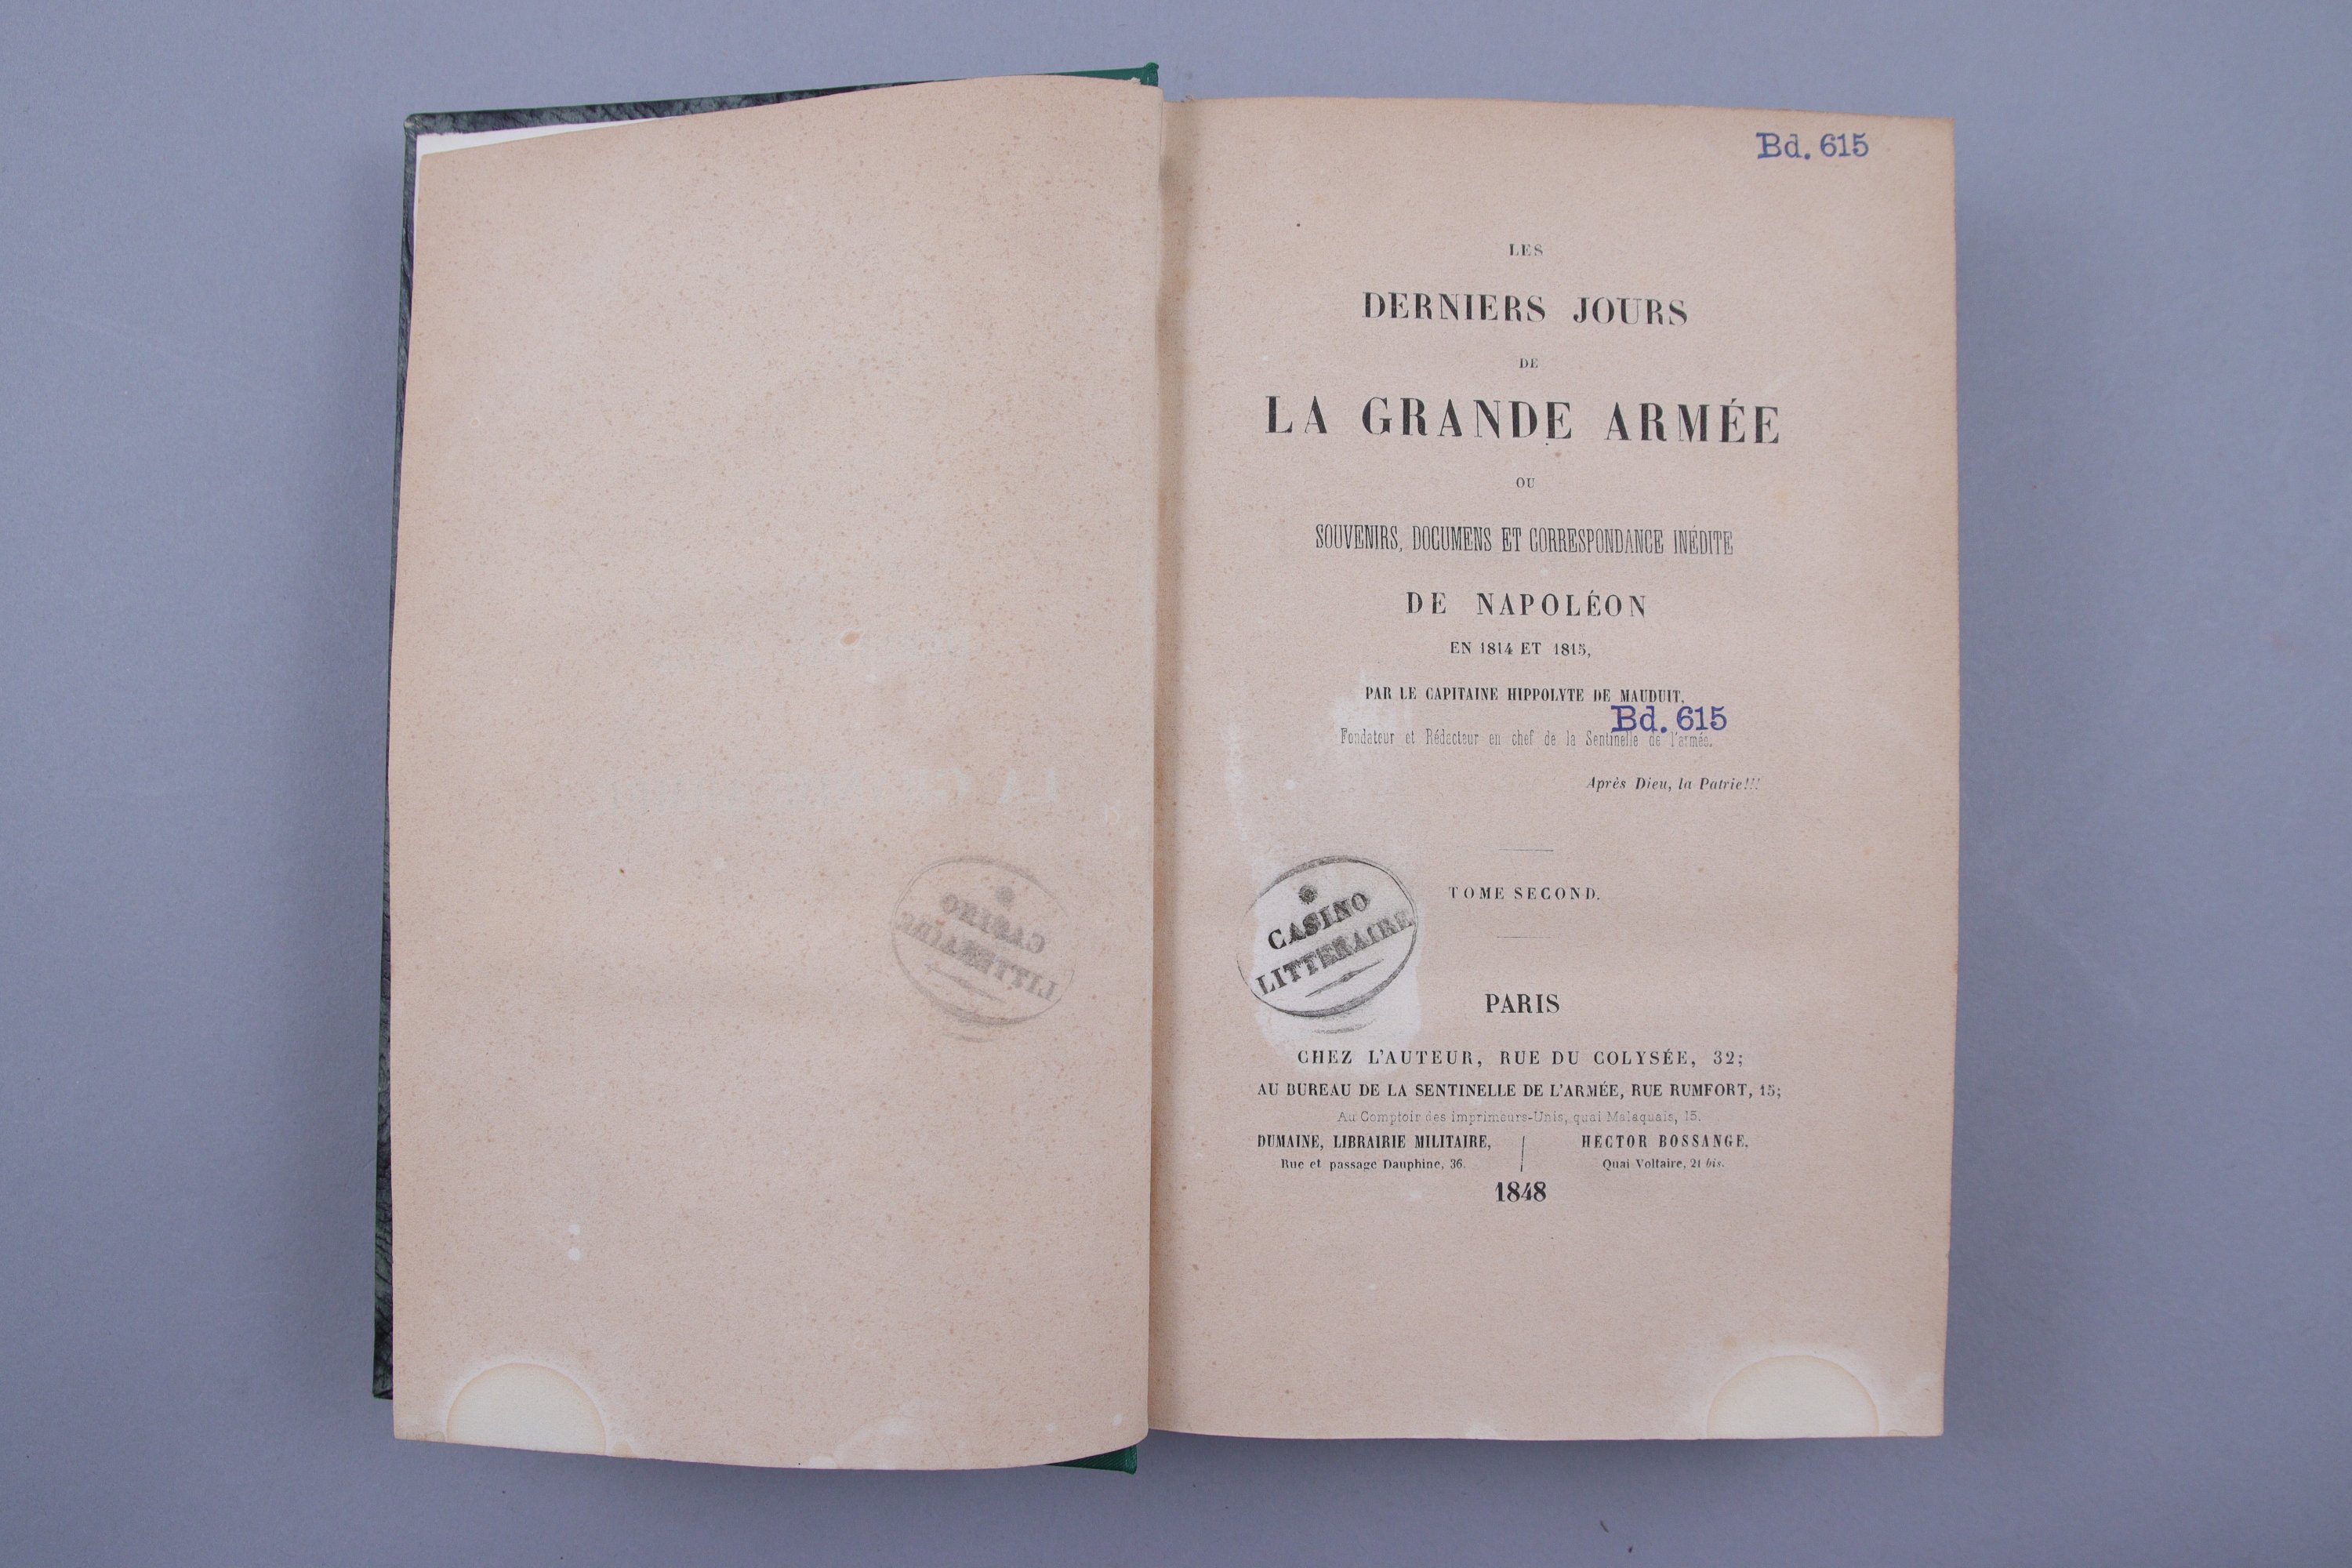 Bd. 615
LES
DERNIERS JOURS
DE
LA GRANDE ARMÉE
OU
SOUVENIRS, DOCUMENS ET CORRESPONDANCE INÉDITE
DE NAPOLÉON
EN 1814 ET 1815,
PAR LE CAPITAINE HIPPOLYTE DE MAUDUIT,
Bd. 615
Fondateur et Rédacteur en chef de la Sentinelle de l'armée.
Après Dieu, la Patrie!!!
TOME SECOND.
CASINO
LITTERAIRE
PARIS
CHEZ L'AUTEUR, RUE DU COLYSÉE, 32;
AU BUREAU DE LA SENTINELLE DE L'ARMÉE, RUE RUMFORT, 15;
Au Comptoir des Imprimeurs-Unis, quai Malaquais, 15.
DUMAINE, LIBRAIRIE MILITAIRE,
Rue et passage Dauphine, 36.
HECTOR BOSSANGE,
Quai Voltaire, 21 bis.
1848